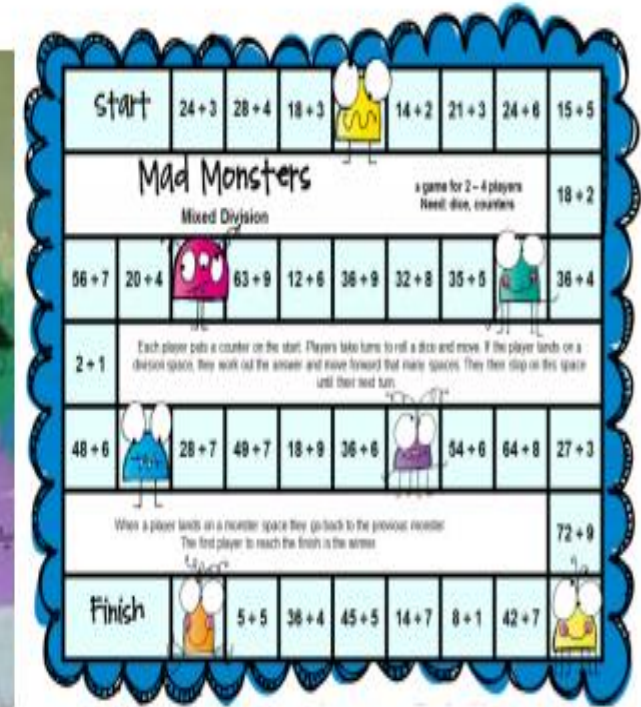 Start 24÷3 28÷4 18÷3 14÷2 21÷3 24÷6 15÷5
Mad Monsters
Mixed Division
a game for 2 – 4 players
Need: dice, counters
18÷2
56÷7 20÷4 63÷9 12÷6 36÷9 32÷8 35÷5 36÷4
2÷1
Each player puts a counter on the start. Players take turns to roll a dice and move. If the player lands on a
division space, they work out the answer and move forward that many spaces. They then stop on this space
until their next turn.
48÷6 28÷7 49÷7 18÷9 36÷6 54÷6 64÷8 27÷3
When a player lands on a monster space they go back to the previous monster
The first player to reach the finish is the winner
72÷9
Finish 5÷5 36÷4 45÷5 14÷7 8÷1 42÷7